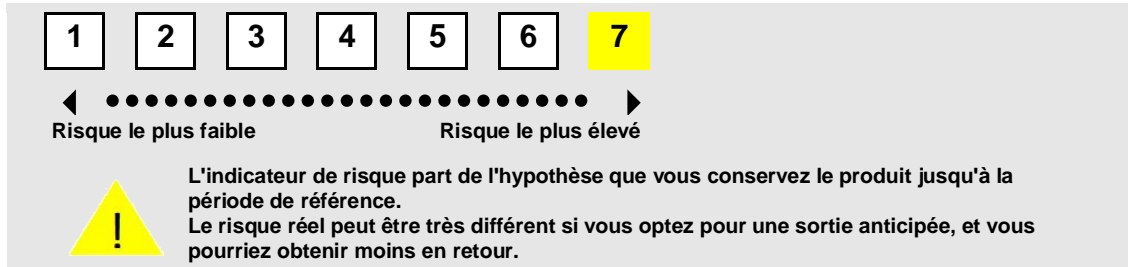 1 2 3 4 5 6 7
Risque le plus faible Risque le plus élevé
L'indicateur de risque part de l'hypothèse que vous conservez le produit jusqu'à la
période de référence.
Le risque réel peut être très différent si vous optez pour une sortie anticipée, et vous
pourriez obtenir moins en retour.
!